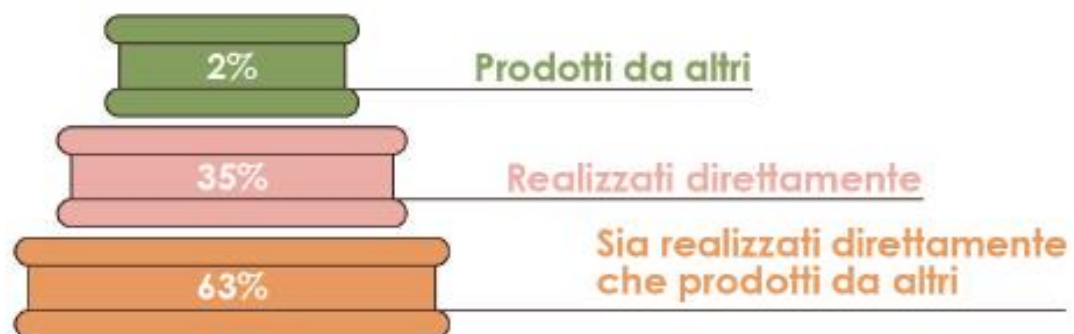 2%
Prodotti da altri
35%
Realizzati direttamente
Sia realizzati direttamente
che prodotti da altri
63%